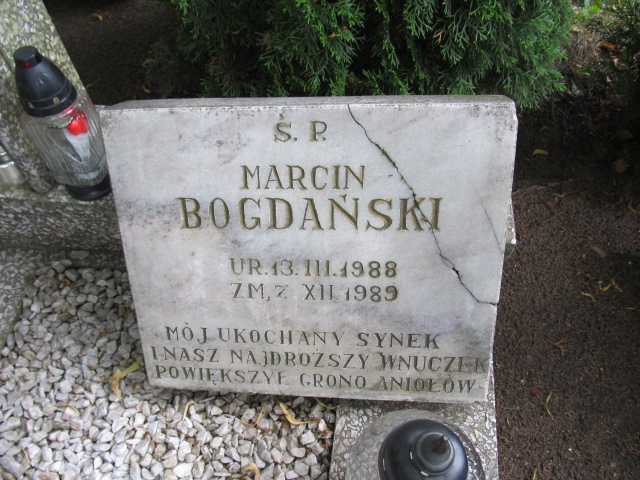 Ś. P.
MARCIN
BOGDAŃSKI
UR. 13. III. 1988
ZM, 7. XII. 1989
MÓJ UKOCHANY SYNEK
I NASZ NAJDROŻSZY WNUCZEK
POWIĘKSZYŁ GRONO ANIOŁÓW